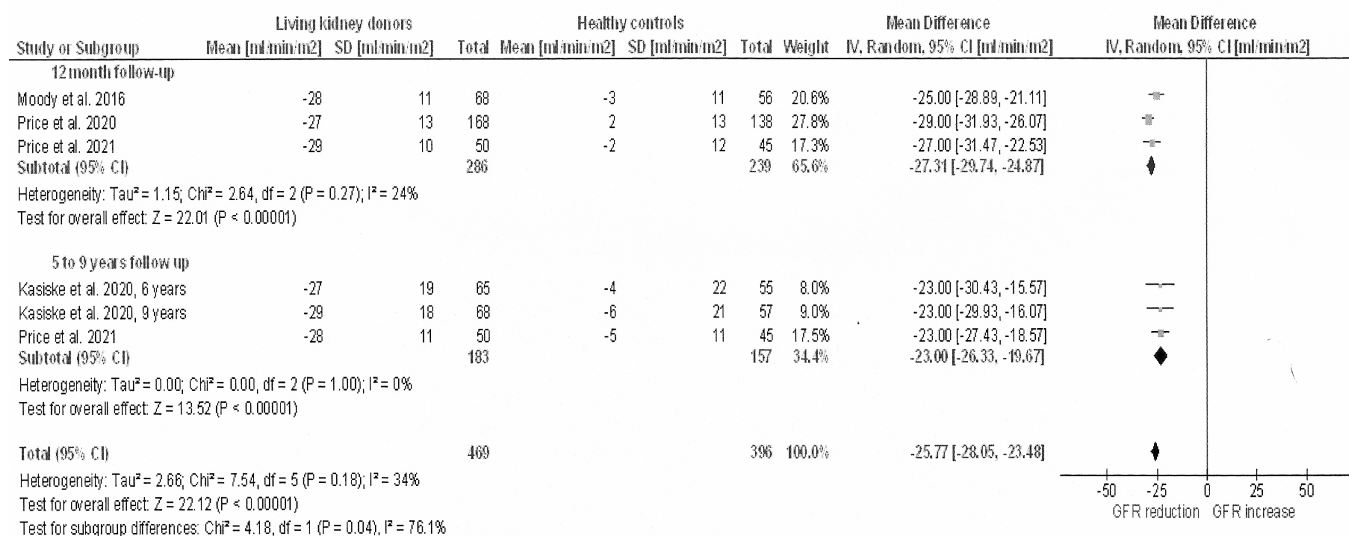 Living kidney donors Healthy controls Mean Difference Mean Difference
Study or Subgroup Mean [ml/min/m2] SD [ml/min/m2] Total Mean [ml/min/m2] SD [ml/min/m2] Total Weight IV, Random, 95% CI [ml/min/m2] IV, Random, 95% CI [ml/min/m2]
12 month follow-up
Moody et al. 2016 -28 11 68 -3 11 56 20.6% -25.00 [-28.89, -21.11]
Price et al. 2020 -27 13 168 2 13 138 27.8% -29.00 [-31.93, -26.07]
Price et al. 2021 -29 10 50 -2 12 45 17.3% -27.00 [-31.47, -22.53]
Subtotal (95% CI) 286 239 65.6% -27.31 [-29.74, -24.87]
Heterogeneity: Tau² = 1.15; Chi² = 2.64, df = 2 (P = 0.27); I² = 24%
Test for overall effect: Z = 22.01 (P < 0.00001)
5 to 9 years follow up
Kasiske et al. 2020, 6 years -27 19 65 -4 22 55 8.0% -23.00 [-30.43, -15.57]
Kasiske et al. 2020, 9 years -29 18 68 -6 21 57 9.0% -23.00 [-29.93, -16.07]
Price et al. 2021 -28 11 50 -5 11 45 17.5% -23.00 [-27.43, -18.57]
Subtotal (95% CI) 183 157 34.4% -23.00 [-26.33, -19.67]
Heterogeneity: Tau² = 0.00; Chi² = 0.00, df = 2 (P = 1.00); I² = 0%
Test for overall effect: Z = 13.52 (P < 0.00001)
Total (95% CI) 469 396 100.0% -25.77 [-28.05, -23.48]
Heterogeneity: Tau² = 2.66; Chi² = 7.54, df = 5 (P = 0.18); I² = 34%
Test for overall effect: Z = 22.12 (P < 0.00001)
Test for subgroup differences: Chi² = 4.18, df = 1 (P = 0.04), I² = 76.1%
-50 -25 0 25 50
GFR reduction GFR increase